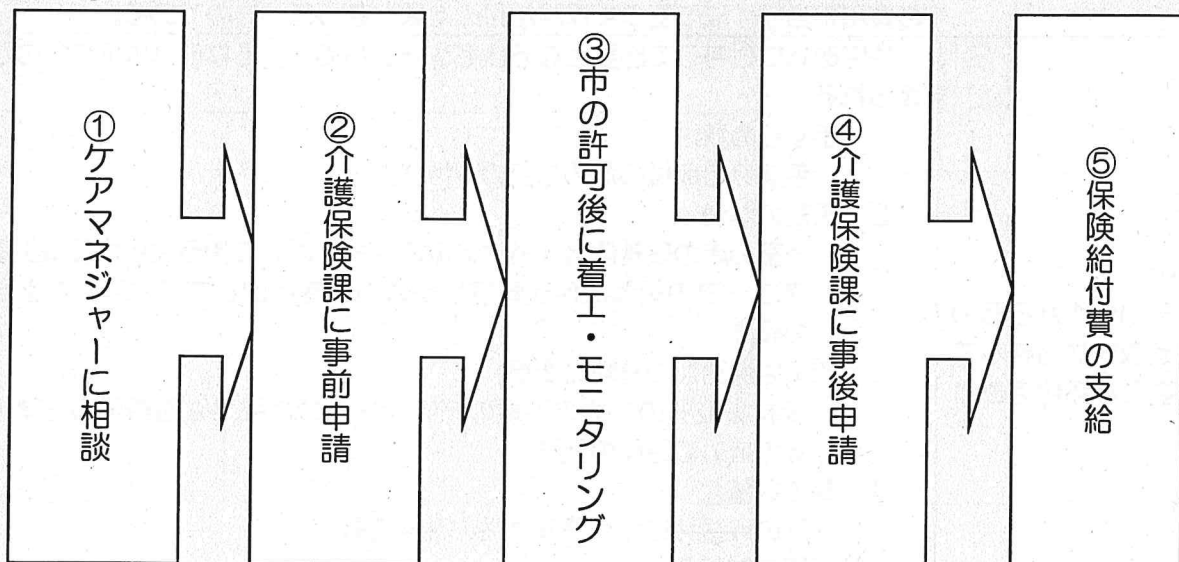 ①ケアマネジャーに相談
②介護保険課に事前申請
③市の許可後に着工・モニタリング
④介護保険課に事後申請
⑤保険給付費の支給